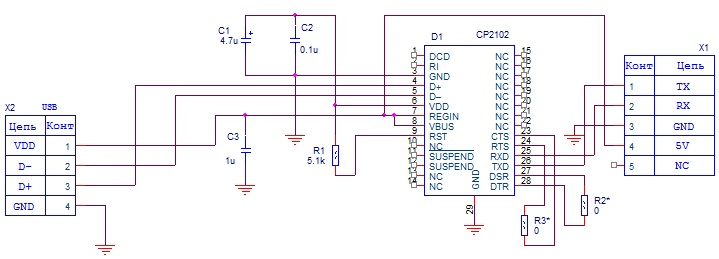 C1
4.7u
+
C2
0.1u
D1 CP2102
X1
1 DCD NC 15
2 RI NC 16
3 GND NC 17
4 D+ NC 18
5 D− NC 19
6 VDD NC 20
7 REGIN NC 21
8 VBUS NC 22
9 RST CTS 23
10 NC RTS 24
11 SUSPEND RXD 25
12 SUSPEND TXD 26
13 NC DSR 27
14 NC DTR 28
GND
29
Конт Цепь
1 TX
2 RX
3 GND
4 5V
5 NC
X2 USB
Цепь Конт
VDD 1
D− 2
D+ 3
GND 4
C3
1u
R1
5.1k
R2*
0
R3*
0